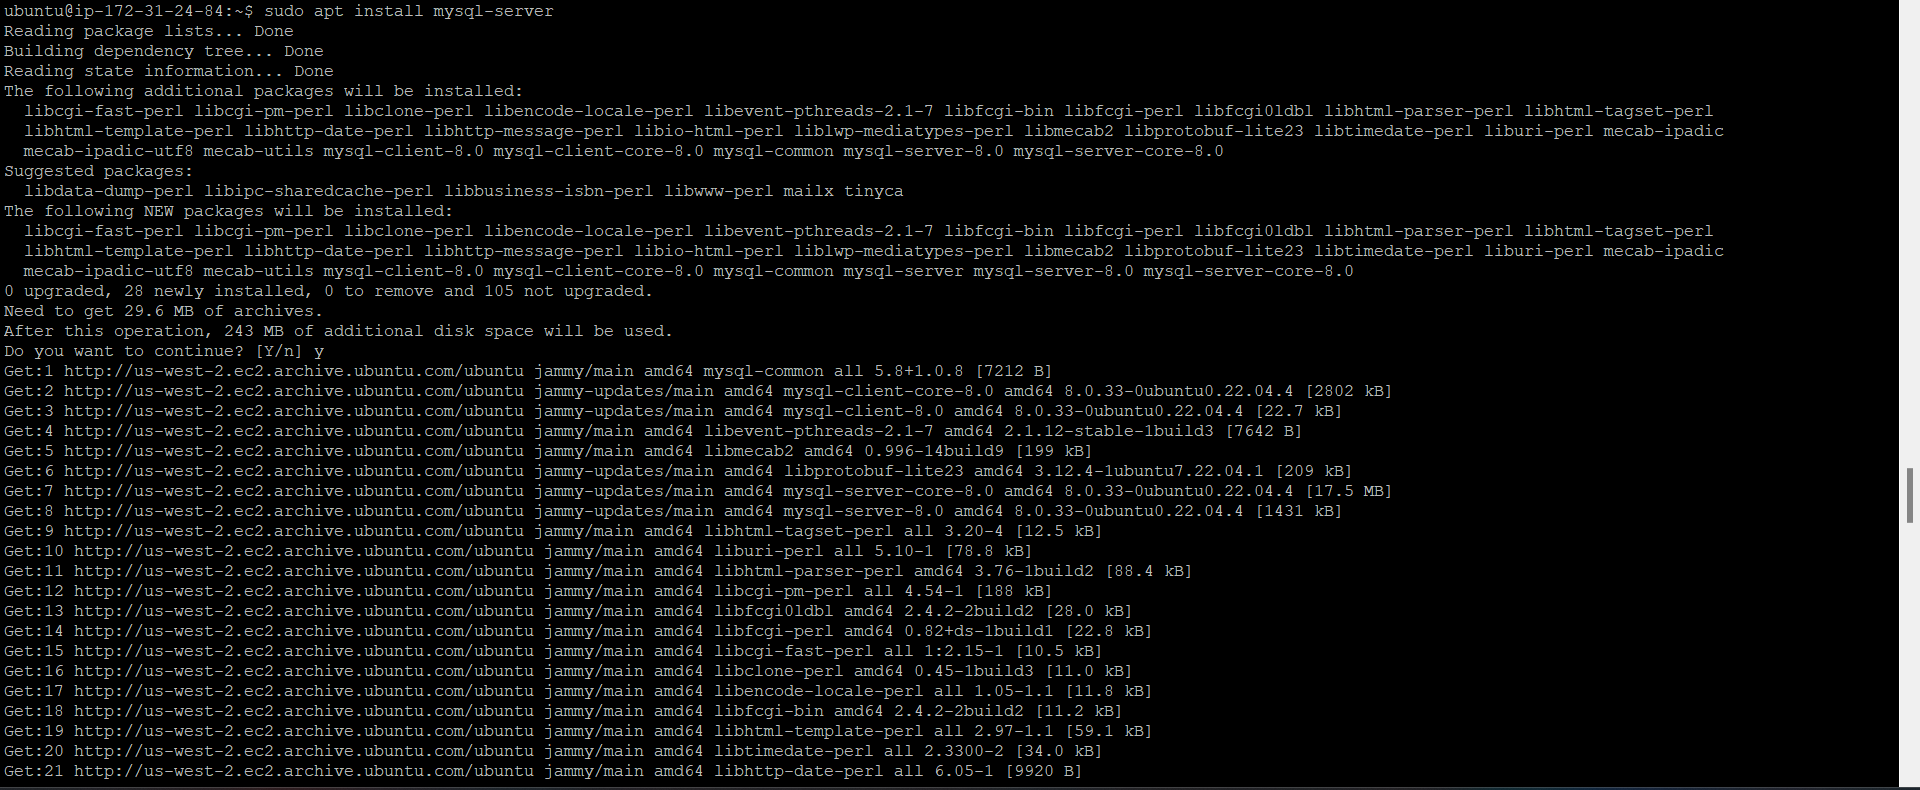 ubuntu@ip-172-31-24-84:~$ sudo apt install mysql-server
Reading package lists... Done
Building dependency tree... Done
Reading state information... Done
The following additional packages will be installed:
  libcgi-fast-perl libcgi-pm-perl libclone-perl libencode-locale-perl libevent-pthreads-2.1-7 libfcgi-bin libfcgi-perl libfcgi0ldbl libhtml-parser-perl libhtml-tagset-perl
  libhtml-template-perl libhttp-date-perl libhttp-message-perl libio-html-perl liblwp-mediatypes-perl libmecab2 libprotobuf-lite23 libtimedate-perl liburi-perl mecab-ipadic
  mecab-ipadic-utf8 mecab-utils mysql-client-8.0 mysql-client-core-8.0 mysql-common mysql-server-8.0 mysql-server-core-8.0
Suggested packages:
  libdata-dump-perl libipc-sharedcache-perl libbusiness-isbn-perl libwww-perl mailx tinyca
The following NEW packages will be installed:
  libcgi-fast-perl libcgi-pm-perl libclone-perl libencode-locale-perl libevent-pthreads-2.1-7 libfcgi-bin libfcgi-perl libfcgi0ldbl libhtml-parser-perl libhtml-tagset-perl
  libhtml-template-perl libhttp-date-perl libhttp-message-perl libio-html-perl liblwp-mediatypes-perl libmecab2 libprotobuf-lite23 libtimedate-perl liburi-perl mecab-ipadic
  mecab-ipadic-utf8 mecab-utils mysql-client-8.0 mysql-client-core-8.0 mysql-common mysql-server mysql-server-8.0 mysql-server-core-8.0
0 upgraded, 28 newly installed, 0 to remove and 105 not upgraded.
Need to get 29.6 MB of archives.
After this operation, 243 MB of additional disk space will be used.
Do you want to continue? [Y/n] y
Get:1 http://us-west-2.ec2.archive.ubuntu.com/ubuntu jammy/main amd64 mysql-common all 5.8+1.0.8 [7212 B]
Get:2 http://us-west-2.ec2.archive.ubuntu.com/ubuntu jammy-updates/main amd64 mysql-client-core-8.0 amd64 8.0.33-0ubuntu0.22.04.4 [2802 kB]
Get:3 http://us-west-2.ec2.archive.ubuntu.com/ubuntu jammy-updates/main amd64 mysql-client-8.0 amd64 8.0.33-0ubuntu0.22.04.4 [22.7 kB]
Get:4 http://us-west-2.ec2.archive.ubuntu.com/ubuntu jammy/main amd64 libevent-pthreads-2.1-7 amd64 2.1.12-stable-1build3 [7642 B]
Get:5 http://us-west-2.ec2.archive.ubuntu.com/ubuntu jammy/main amd64 libmecab2 amd64 0.996-14build9 [199 kB]
Get:6 http://us-west-2.ec2.archive.ubuntu.com/ubuntu jammy-updates/main amd64 libprotobuf-lite23 amd64 3.12.4-1ubuntu7.22.04.1 [209 kB]
Get:7 http://us-west-2.ec2.archive.ubuntu.com/ubuntu jammy-updates/main amd64 mysql-server-core-8.0 amd64 8.0.33-0ubuntu0.22.04.4 [17.5 MB]
Get:8 http://us-west-2.ec2.archive.ubuntu.com/ubuntu jammy-updates/main amd64 mysql-server-8.0 amd64 8.0.33-0ubuntu0.22.04.4 [1431 kB]
Get:9 http://us-west-2.ec2.archive.ubuntu.com/ubuntu jammy/main amd64 libhtml-tagset-perl all 3.20-4 [12.5 kB]
Get:10 http://us-west-2.ec2.archive.ubuntu.com/ubuntu jammy/main amd64 liburi-perl all 5.10-1 [78.8 kB]
Get:11 http://us-west-2.ec2.archive.ubuntu.com/ubuntu jammy/main amd64 libhtml-parser-perl amd64 3.76-1build2 [88.4 kB]
Get:12 http://us-west-2.ec2.archive.ubuntu.com/ubuntu jammy/main amd64 libcgi-pm-perl all 4.54-1 [188 kB]
Get:13 http://us-west-2.ec2.archive.ubuntu.com/ubuntu jammy/main amd64 libfcgi0ldbl amd64 2.4.2-2build2 [28.0 kB]
Get:14 http://us-west-2.ec2.archive.ubuntu.com/ubuntu jammy/main amd64 libfcgi-perl amd64 0.82+ds-1build1 [22.8 kB]
Get:15 http://us-west-2.ec2.archive.ubuntu.com/ubuntu jammy/main amd64 libcgi-fast-perl all 1:2.15-1 [10.5 kB]
Get:16 http://us-west-2.ec2.archive.ubuntu.com/ubuntu jammy/main amd64 libclone-perl amd64 0.45-1build3 [11.0 kB]
Get:17 http://us-west-2.ec2.archive.ubuntu.com/ubuntu jammy/main amd64 libencode-locale-perl all 1.05-1.1 [11.8 kB]
Get:18 http://us-west-2.ec2.archive.ubuntu.com/ubuntu jammy/main amd64 libfcgi-bin amd64 2.4.2-2build2 [11.2 kB]
Get:19 http://us-west-2.ec2.archive.ubuntu.com/ubuntu jammy/main amd64 libhtml-template-perl all 2.97-1.1 [59.1 kB]
Get:20 http://us-west-2.ec2.archive.ubuntu.com/ubuntu jammy/main amd64 libtimedate-perl all 2.3300-2 [34.0 kB]
Get:21 http://us-west-2.ec2.archive.ubuntu.com/ubuntu jammy/main amd64 libhttp-date-perl all 6.05-1 [9920 B]